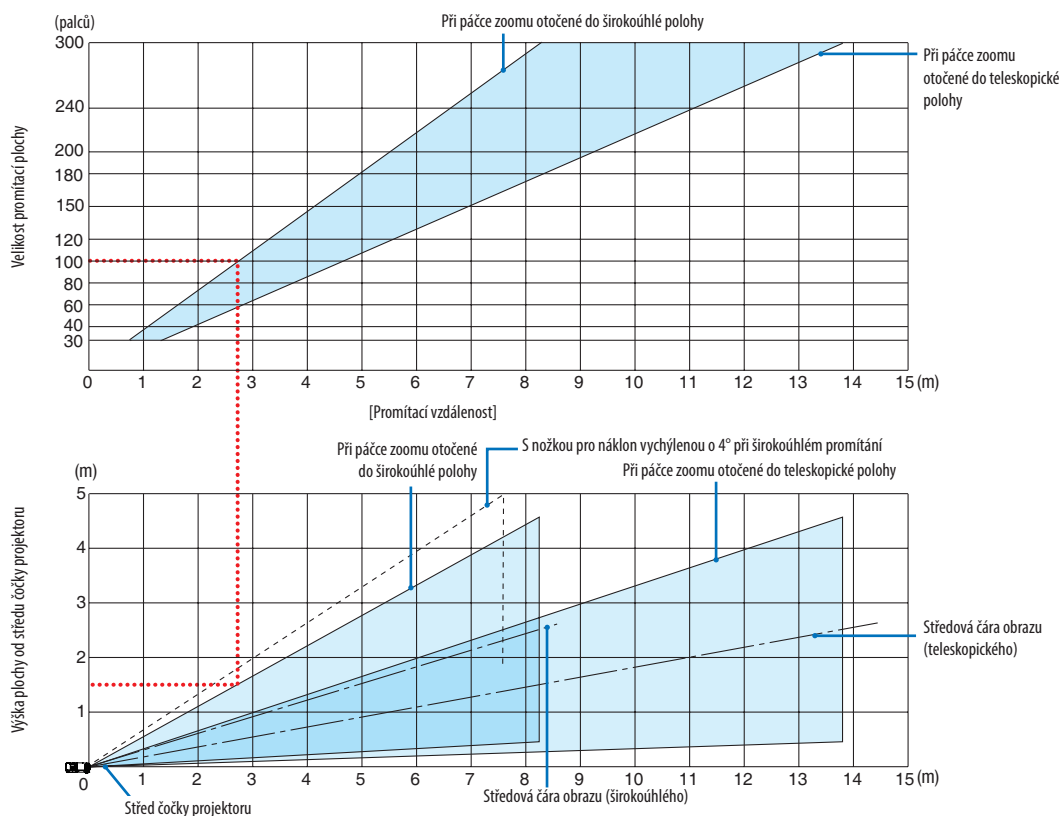 (palců)
Při páčce zoomu otočené do širokoúhlé polohy
Při páčce zoomu
otočené do teleskopické
polohy
Velikost promítací plochy
300
240
200
180
150
120
100
80
60
40
30
0 1 2 3 4 5 6 7 8 9 10 11 12 13 14 15 (m)
[Promítací vzdálenost]
Při páčce zoomu otočené
do širokoúhlé polohy
S nožkou pro náklon vychýlenou o 4° při širokoúhlém promítání
Při páčce zoomu otočené do teleskopické polohy
(m)
Výška plochy od středu čočky projektoru
5
4
3
2
1
Středová čára obrazu
(teleskopického)
0 1 2 3 4 5 6 7 8 9 10 11 12 13 14 15 (m)
Střed čočky projektoru
Středová čára obrazu (širokoúhlého)